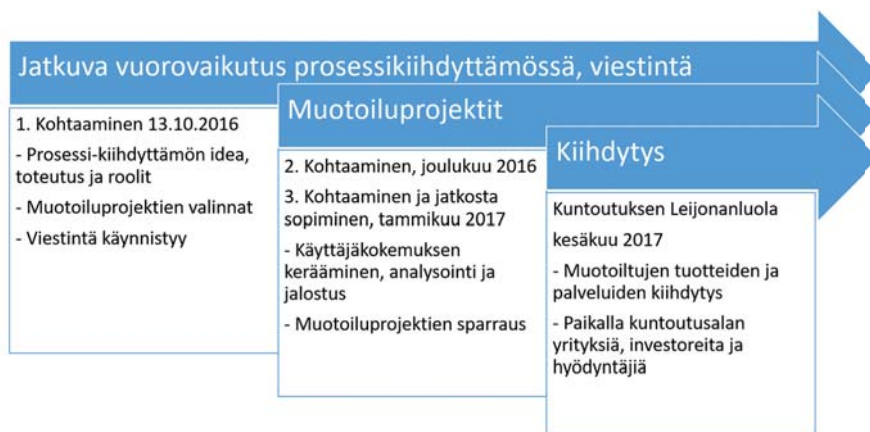 Jatkuva vuorovaikutus prosessikiihdyttämössä, viestintä
1. Kohtaaminen 13.10.2016
- Prosessi-kiihdyttämön idea,
toteutus ja roolit
- Muotoiluprojektien valinnat
- Viestintä käynnistyy
Muotoiluprojektit
2. Kohtaaminen, joulukuu 2016
3. Kohtaaminen ja jatkosta
sopiminen, tammikuu 2017
- Käyttäjäkokemuksen
kerääminen, analysointi ja
jalostus
- Muotoiluprojektien sparraus
Kiihdytys
Kuntoutuksen Leijonanluola
kesäkuu 2017
- Muotoiltujen tuotteiden ja
palveluiden kiihdytys
- Paikalla kuntoutusalan
yrityksiä, investoreita ja
hyödyntäjiä